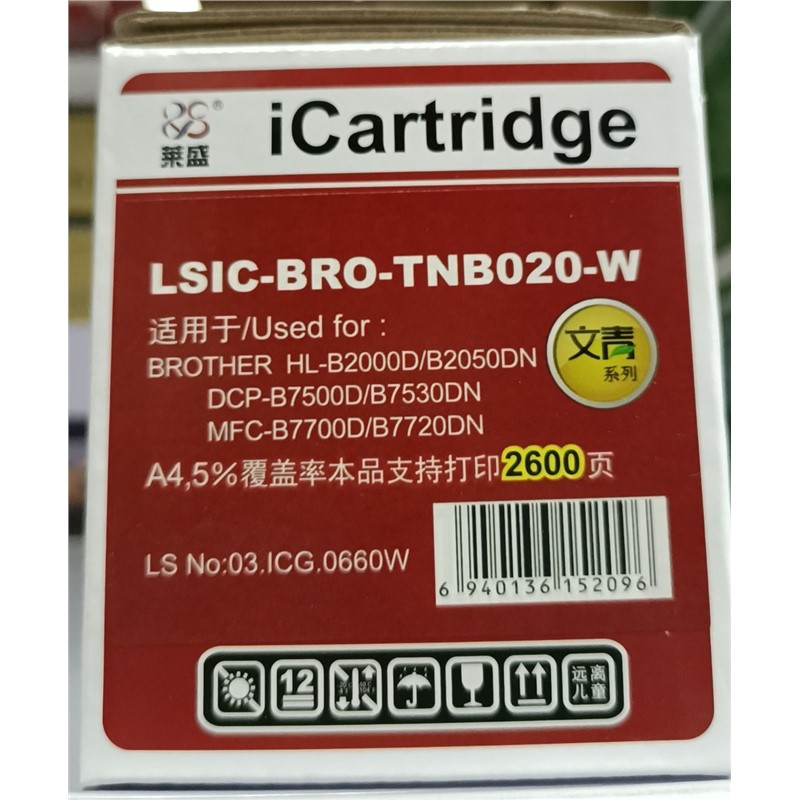 iCartridge
®
莱盛
LSIC-BRO-TNB020-W
适用于/Used for :
BROTHER HL-B2000D/B2050DN
DCP-B7500D/B7530DN
MFC-B7700D/B7720DN
文青
系列
A4,5%覆盖率本品支持打印2600页
LS No:03.ICG.0660W
6 940136 152096
12
远离
儿童